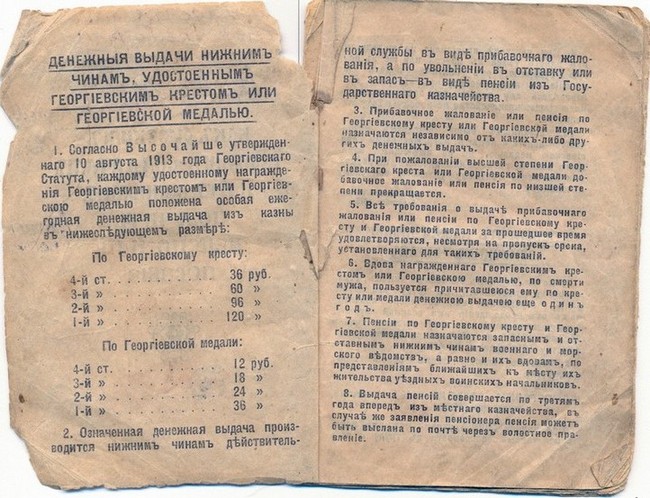 ДЕНЕЖНЫЯ ВЫДАЧИ НИЖНИМЪ
ЧИНАМЪ, УДОСТОЕННЫМЪ
ГЕОРГІЕВСКИМЪ КРЕСТОМЪ ИЛИ
ГЕОРГІЕВСКОЙ МЕДАЛЬЮ.
1. Согласно Высочайше утвержден-
наго 10 августа 1913 года Георгіевскаго
Статута, каждому удостоенному награжденія
Георгіевскимъ крестомъ или Георгіев-
скою медалью положена особая еже-
годная денежная выдача изъ казны
въ нижеслѣдующемъ размѣрѣ:
По Георгіевскому кресту:
4-й ст. . . . . . . . . . . . 36 руб.
3-й » . . . . . . . . . . . . 60 »
2-й » . . . . . . . . . . . . 96 »
1-й » . . . . . . . . . . . . 120 »
По Георгіевской медали:
4-й ст. . . . . . . . . . . . 12 руб.
3-й » . . . . . . . . . . . . 18 »
2-й » . . . . . . . . . . . . 24 »
1-й » . . . . . . . . . . . . 36 »
2. Означенная денежная выдача произ-
водится нижнимъ чинамъ дѣйствитель-
ной службы въ видѣ прибавочнаго жало-
ванія, а по увольненіи въ отставку или
въ запасъ—въ видѣ пенсіи изъ Госу-
дарственнаго казначейства.
3. Прибавочное жалованіе или пенсія по
Георгіевскому кресту или Георгіевской медали
назначаются независимо отъ какихъ-либо дру-
гихъ денежныхъ выдачъ.
4. При пожалованіи высшей степени Геор-
гіевскаго креста или Георгіевской медали до-
бавочное жалованіе или пенсія по низшей сте-
пени прекращается.
5. Всѣ требованія о выдачѣ прибавочнаго
жалованія или пенсіи по Георгіевскому кре-
сту и Георгіевской медали за прошедшее время
удовлетворяются, несмотря на пропускъ срока,
установленнаго для такихъ требованій.
6. Вдова награжденнаго Георгіевскимъ кре-
стомъ или Георгіевскою медалью, по смерти
мужа, пользуется причитавшеюся ему по кре-
сту или медали денежною выдачею еще одинъ
годъ.
7. Пенсіи по Георгіевскому кресту и Геор-
гіевской медали назначаются запаснымъ и от-
ставнымъ нижнимъ чинамъ военнаго и мор-
ского вѣдомствъ, а равно и ихъ вдовамъ, по
представленіямъ ближайшихъ къ мѣсту ихъ
жительства уѣздныхъ воинскихъ начальниковъ.
8. Выдача пенсій совершается по третямъ
года впередъ изъ мѣстнаго казначейства, въ
случаѣ же заявленія пенсіонера пенсія можетъ
быть выслана по почтѣ черезъ волостное пра-
вленіе.